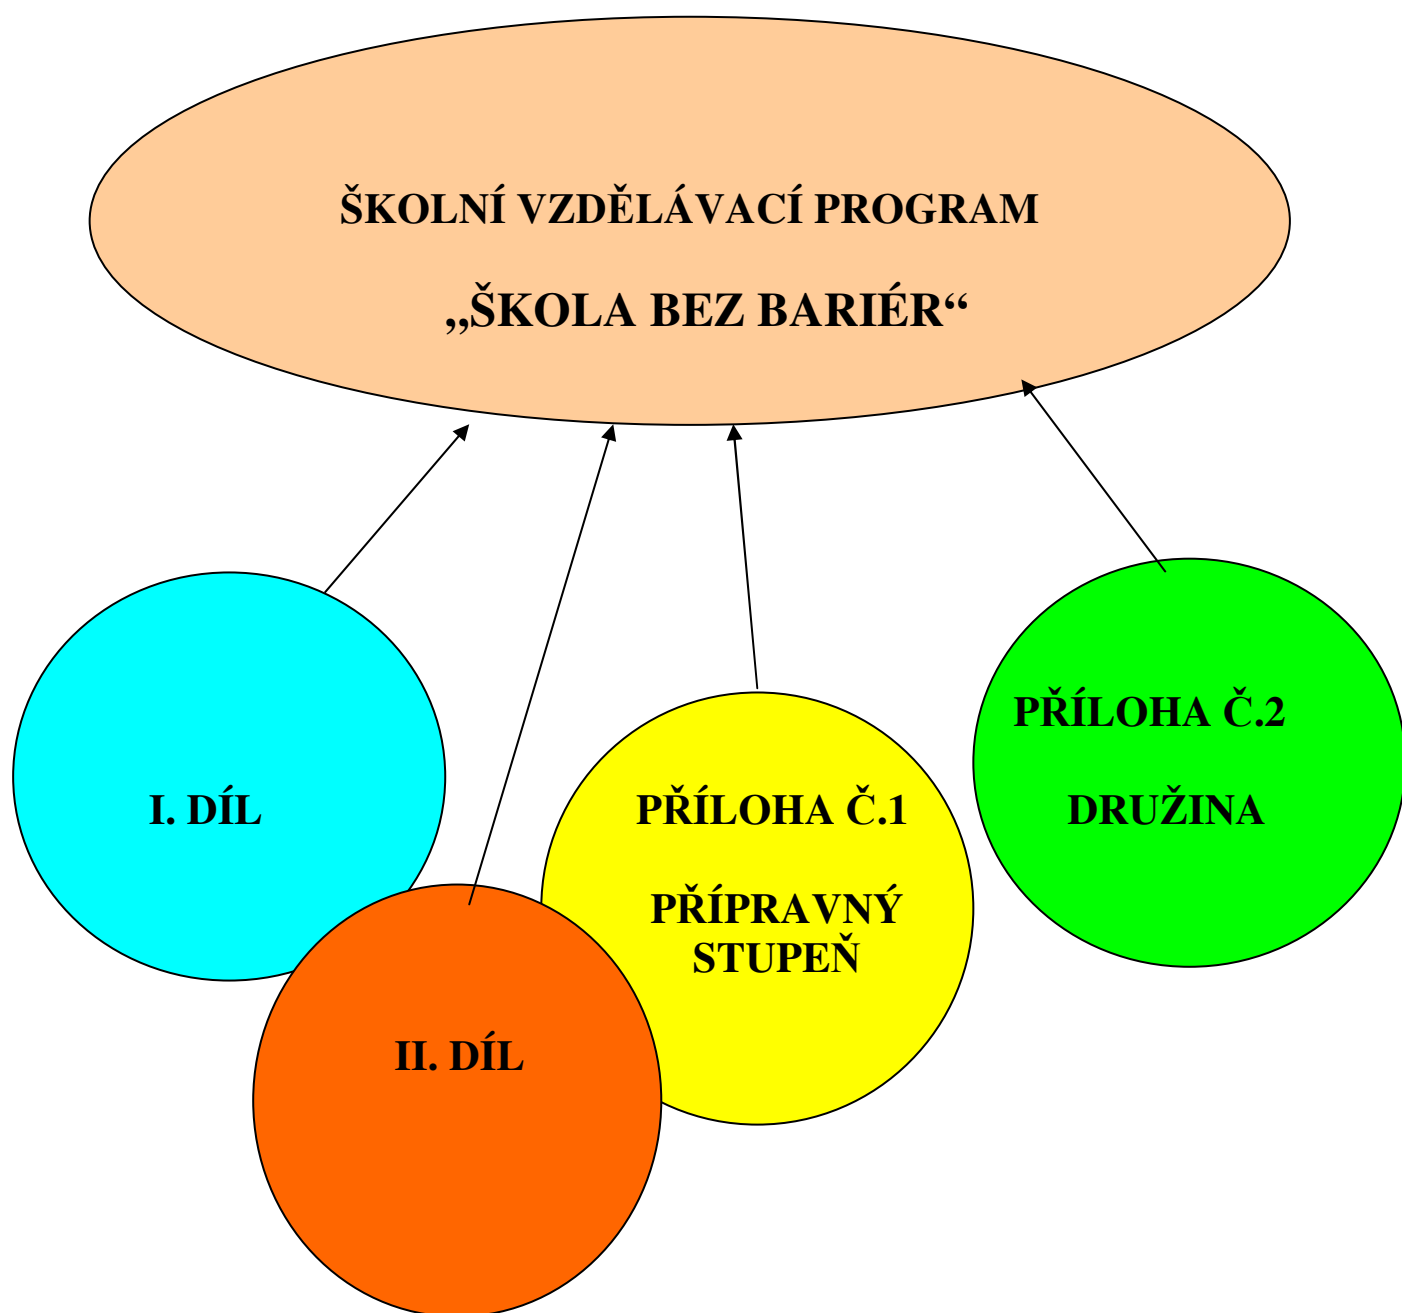 ŠKOLNÍ VZDĚLÁVACÍ PROGRAM
„ŠKOLA BEZ BARIÉR“
I. DÍL
II. DÍL
PŘÍLOHA Č.1
PŘÍPRAVNÝ
STUPEŇ
PŘÍLOHA Č.2
DRUŽINA